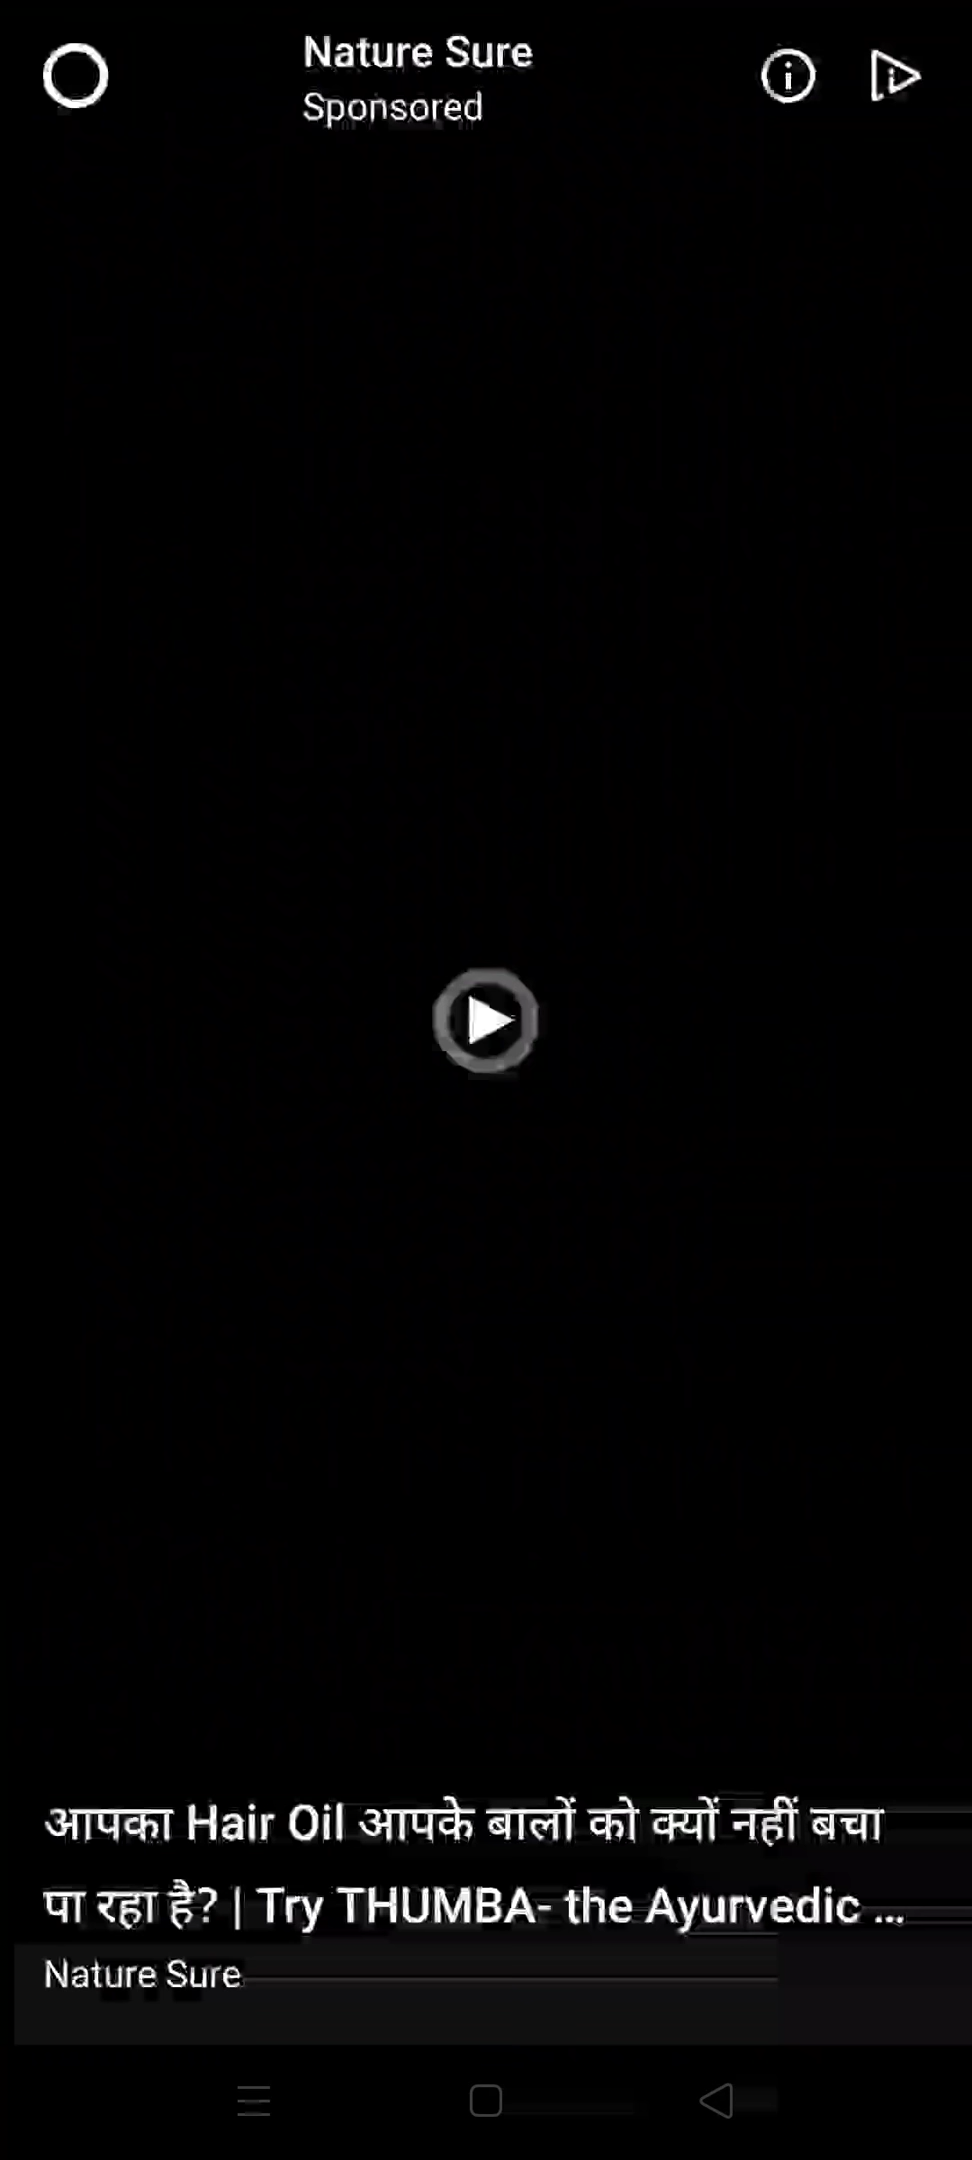 Nature Sure
Sponsored
आपका Hair Oil आपके बालों को क्यों नहीं बचा
पा रहा है? | Try THUMBA- the Ayurvedic ...
Nature Sure